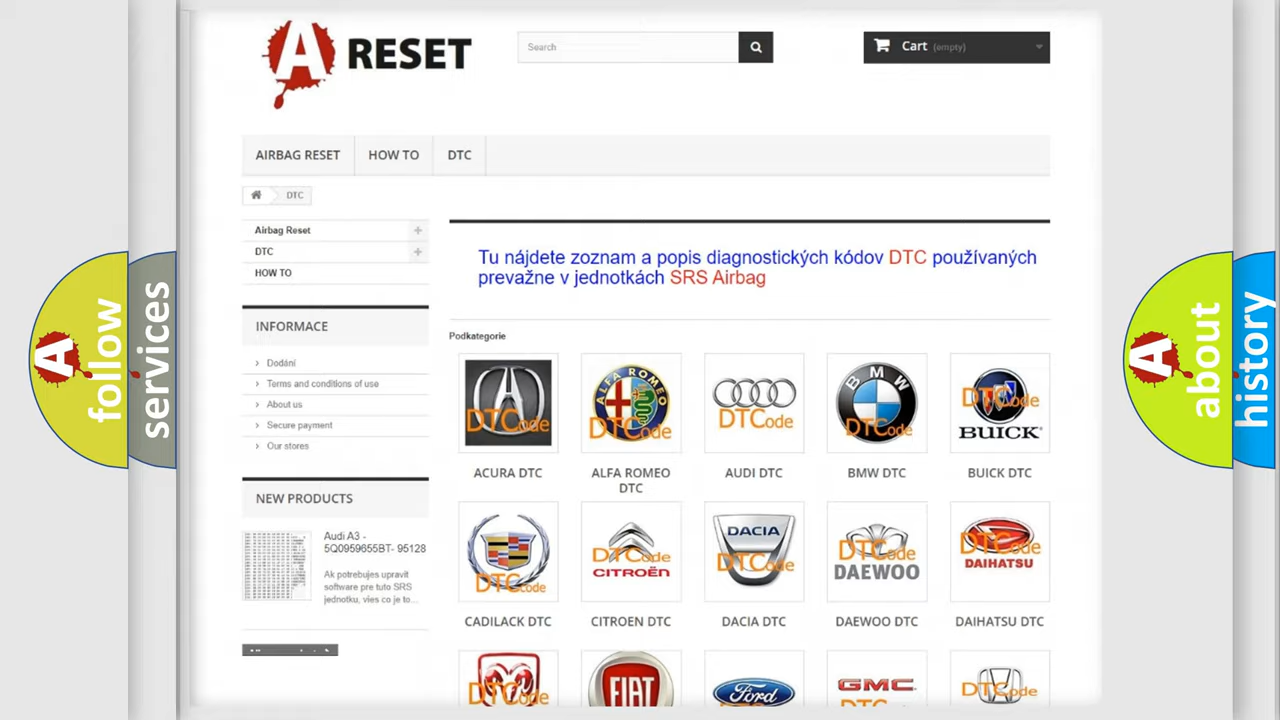 A RESET
Search
Cart (empty)
AIRBAG RESET
HOW TO
DTC
DTC
Airbag Reset
DTC
HOW TO
INFORMACE
Dodání
Terms and conditions of use
About us
Secure payment
Our stores
NEW PRODUCTS
Audi A3 -
5Q0959655BT- 95128
Ak potrebujes upravit
software pre tuto SRS
jednotku, vies co je to...
Tu nájdete zoznam a popis diagnostických kódov DTC používaných
prevažne v jednotkách SRS Airbag
Podkategorie
DTCode
ALFA ROMEO
DTCode
DTCode
BMW
DTCode
DTCode
BUICK
ACURA DTC
ALFA ROMEO
DTC
AUDI DTC
BMW DTC
BUICK DTC
DTCode
DTCode
CITROËN
DACIA
DTCode
DTCode
DAEWOO
DTCode
DAIHATSU
CADILACK DTC
CITROEN DTC
DACIA DTC
DAEWOO DTC
DAIHATSU DTC
DTCode
FIAT
Ford
GMC
DTCode
A follow
services
A about
history